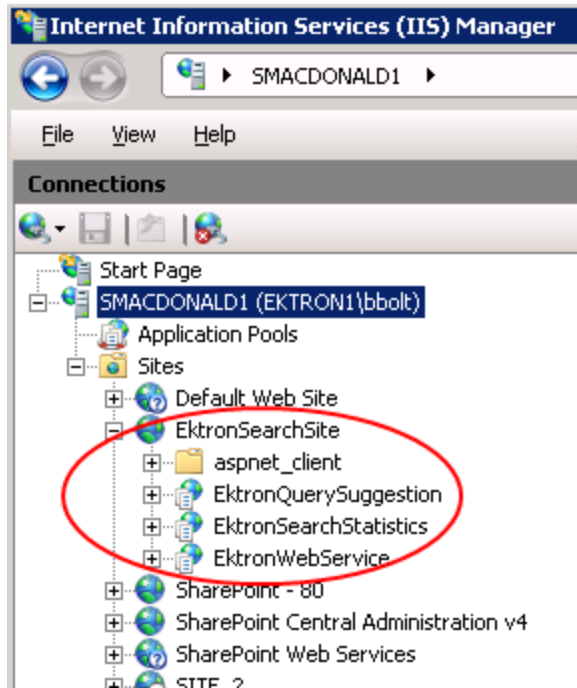 Internet Information Services (IIS) Manager
SMACDONALD1
File View Help
Connections
Start Page
SMACDONALD1 (EKTRON1\bbolt)
Application Pools
Sites
Default Web Site
EktronSearchSite
aspnet_client
EktronQuerySuggestion
EktronSearchStatistics
EktronWebService
SharePoint - 80
SharePoint Central Administration v4
SharePoint Web Services
SITE_2